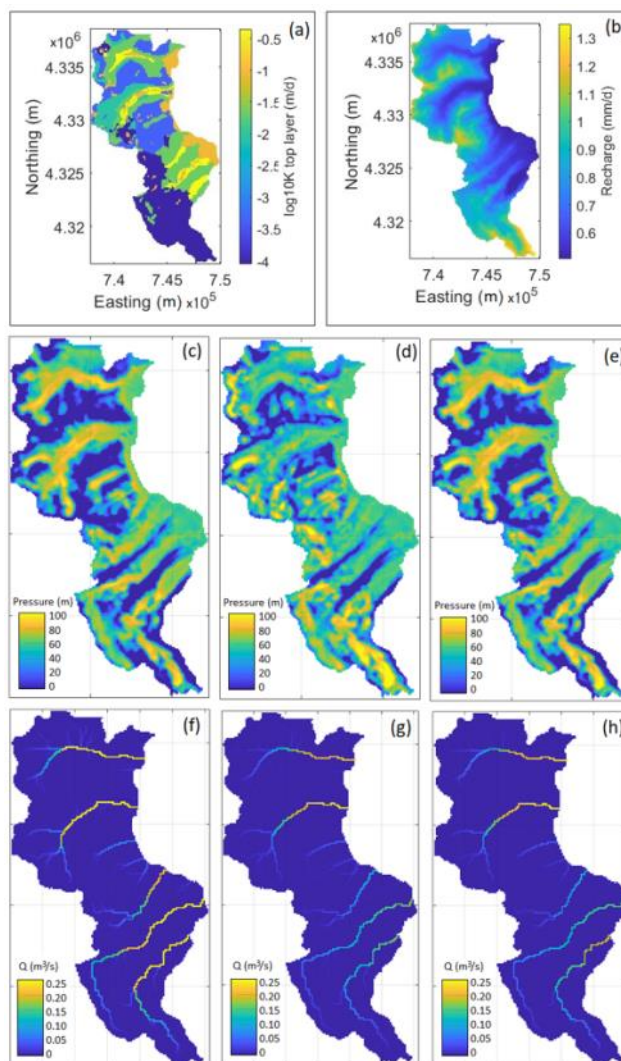 (a)
x10⁶
4.335
4.33
4.325
4.32
Northing (m)
7.4 7.45 7.5
Easting (m) x10⁵
-0.5
-1
-1.5
-2
-2.5
-3
-3.5
-4
log10K top layer (m/d)
(b)
x10⁶
4.335
4.33
4.325
4.32
Northing (m)
7.4 7.45 7.5
Easting (m) x10⁵
1.3
1.2
1.1
1
0.9
0.8
0.7
0.6
Recharge (mm/d)
(c)
Pressure (m)
100
80
60
40
20
0
(d)
Pressure (m)
100
80
60
40
20
0
(e)
Pressure (m)
100
80
60
40
20
0
(f)
Q (m³/s)
0.25
0.20
0.15
0.10
0.05
0
(g)
Q (m³/s)
0.25
0.20
0.15
0.10
0.05
0
(h)
Q (m³/s)
0.25
0.20
0.15
0.10
0.05
0